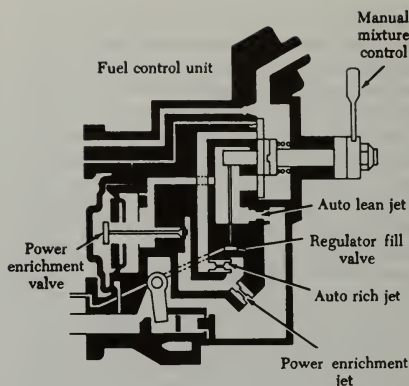 Manual
mixture
control
Fuel control unit
Auto lean jet
Regulator fill
valve
Power
enrichment
valve
Auto rich jet
Power enrichment
jet